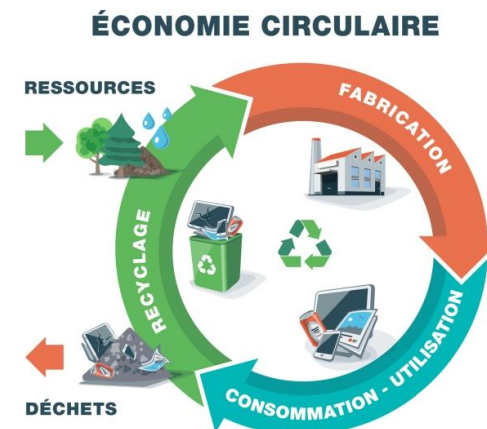 ÉCONOMIE CIRCULAIRE
RESSOURCES
FABRICATION
RECYCLAGE
CONSOMMATION - UTILISATION
DÉCHETS